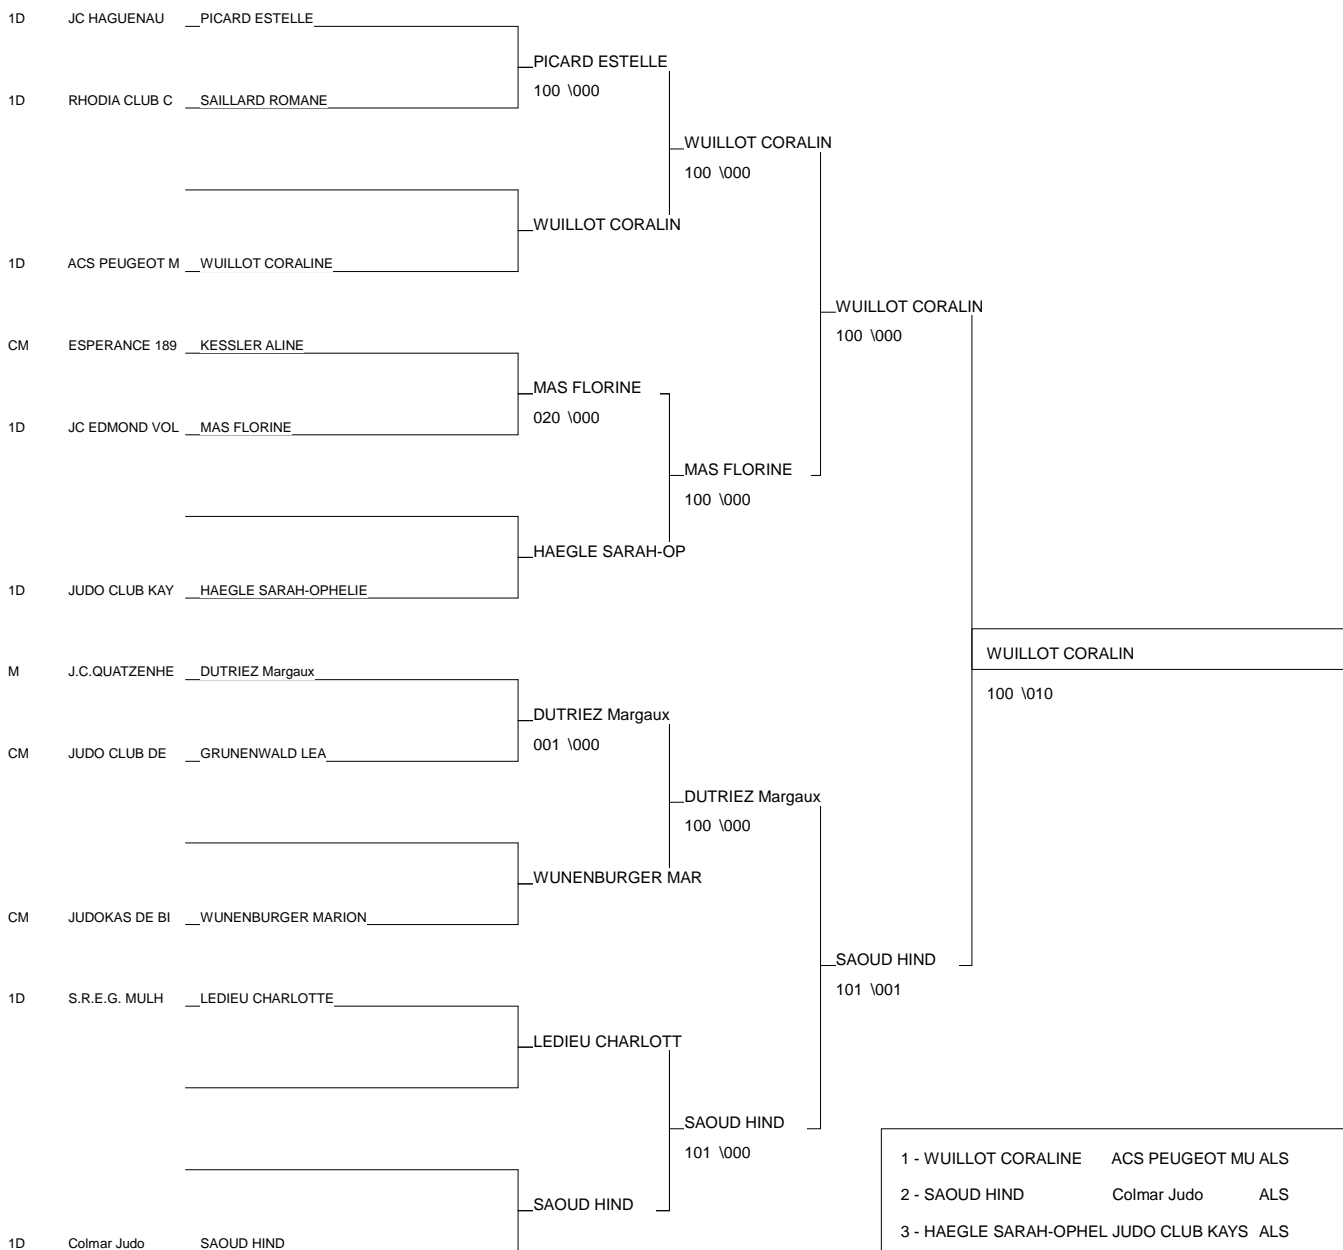 1D JC HAGUENAU PICARD ESTELLE
PICARD ESTELLE
100 \000
1D RHODIA CLUB C SAILLARD ROMANE
WUILLOT CORALIN
100 \000
WUILLOT CORALIN
1D ACS PEUGEOT M WUILLOT CORALINE
WUILLOT CORALIN
100 \000
CM ESPERANCE 189 KESSLER ALINE
MAS FLORINE
020 \000
1D JC EDMOND VOL MAS FLORINE
MAS FLORINE
100 \000
HAEGLE SARAH-OP
1D JUDO CLUB KAY HAEGLE SARAH-OPHELIE
WUILLOT CORALIN
100 \010
M J.C.QUATZENHE DUTRIEZ Margaux
DUTRIEZ Margaux
001 \000
CM JUDO CLUB DE GRUNENWALD LEA
DUTRIEZ Margaux
100 \000
WUNENBURGER MAR
CM JUDOKAS DE BI WUNENBURGER MARION
SAOUD HIND
101 \001
1D S.R.E.G. MULH LEDIEU CHARLOTTE
LEDIEU CHARLOTT
SAOUD HIND
101 \000
SAOUD HIND
1D Colmar Judo SAOUD HIND
1 - WUILLOT CORALINE ACS PEUGEOT MU ALS
2 - SAOUD HIND Colmar Judo ALS
3 - HAEGLE SARAH-OPHEL JUDO CLUB KAYS ALS